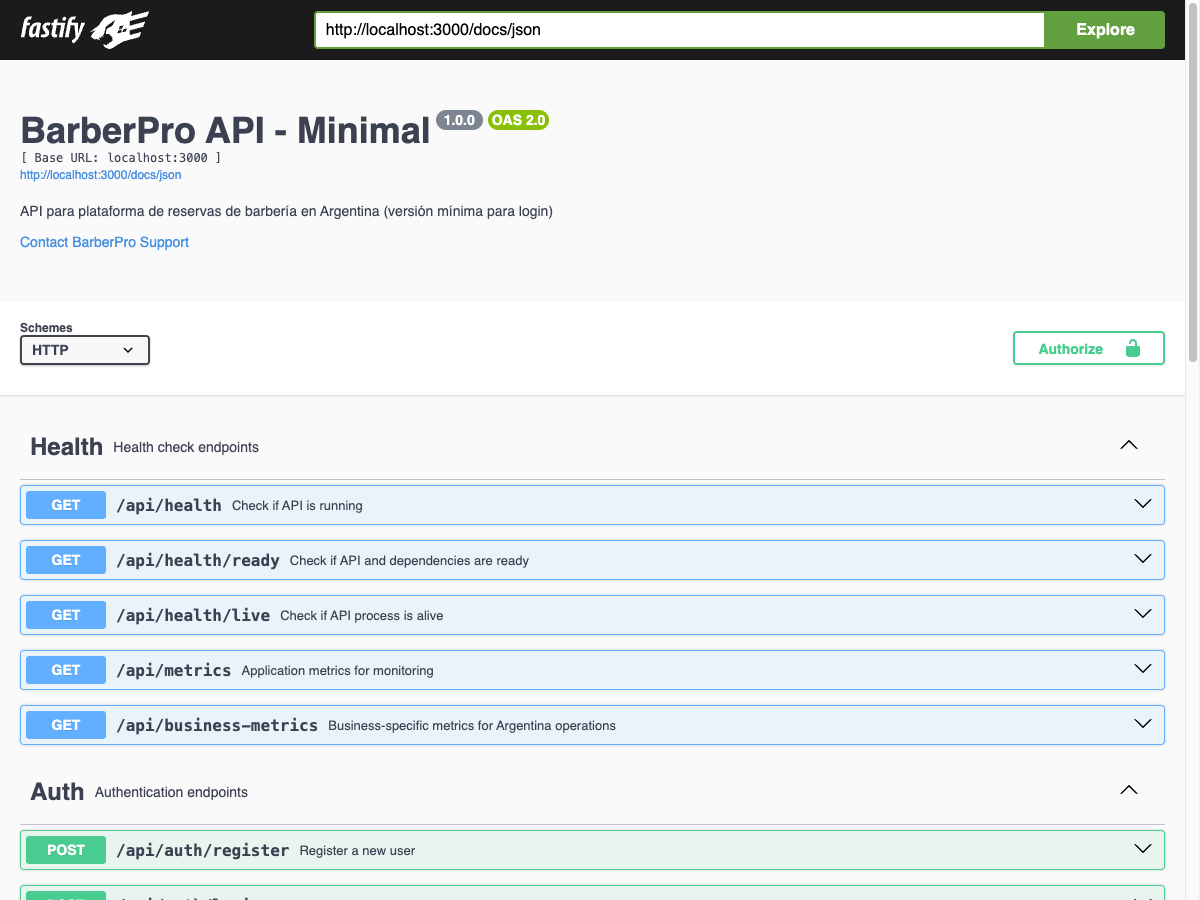 fastify
http://localhost:3000/docs/json
Explore
BarberPro API - Minimal 1.0.0 OAS 2.0
[ Base URL: localhost:3000 ]
http://localhost:3000/docs/json
API para plataforma de reservas de barbería en Argentina (versión mínima para login)
Contact BarberPro Support
Schemes
HTTP
Authorize
Health Health check endpoints
GET /api/health Check if API is running
GET /api/health/ready Check if API and dependencies are ready
GET /api/health/live Check if API process is alive
GET /api/metrics Application metrics for monitoring
GET /api/business-metrics Business-specific metrics for Argentina operations
Auth Authentication endpoints
POST /api/auth/register Register a new user